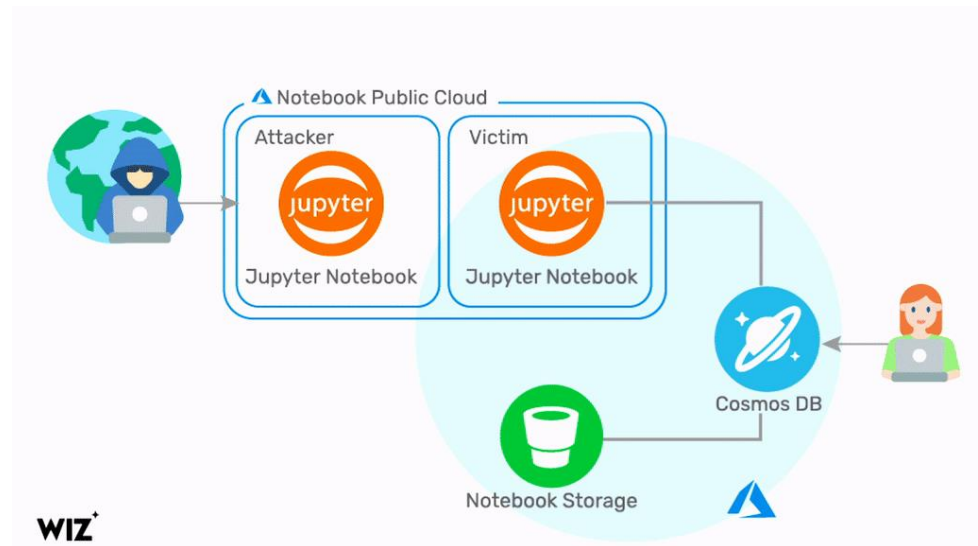 Notebook Public Cloud
Attacker
Victim
jupyter
jupyter
Jupyter Notebook
Jupyter Notebook
Cosmos DB
Notebook Storage
WIZ